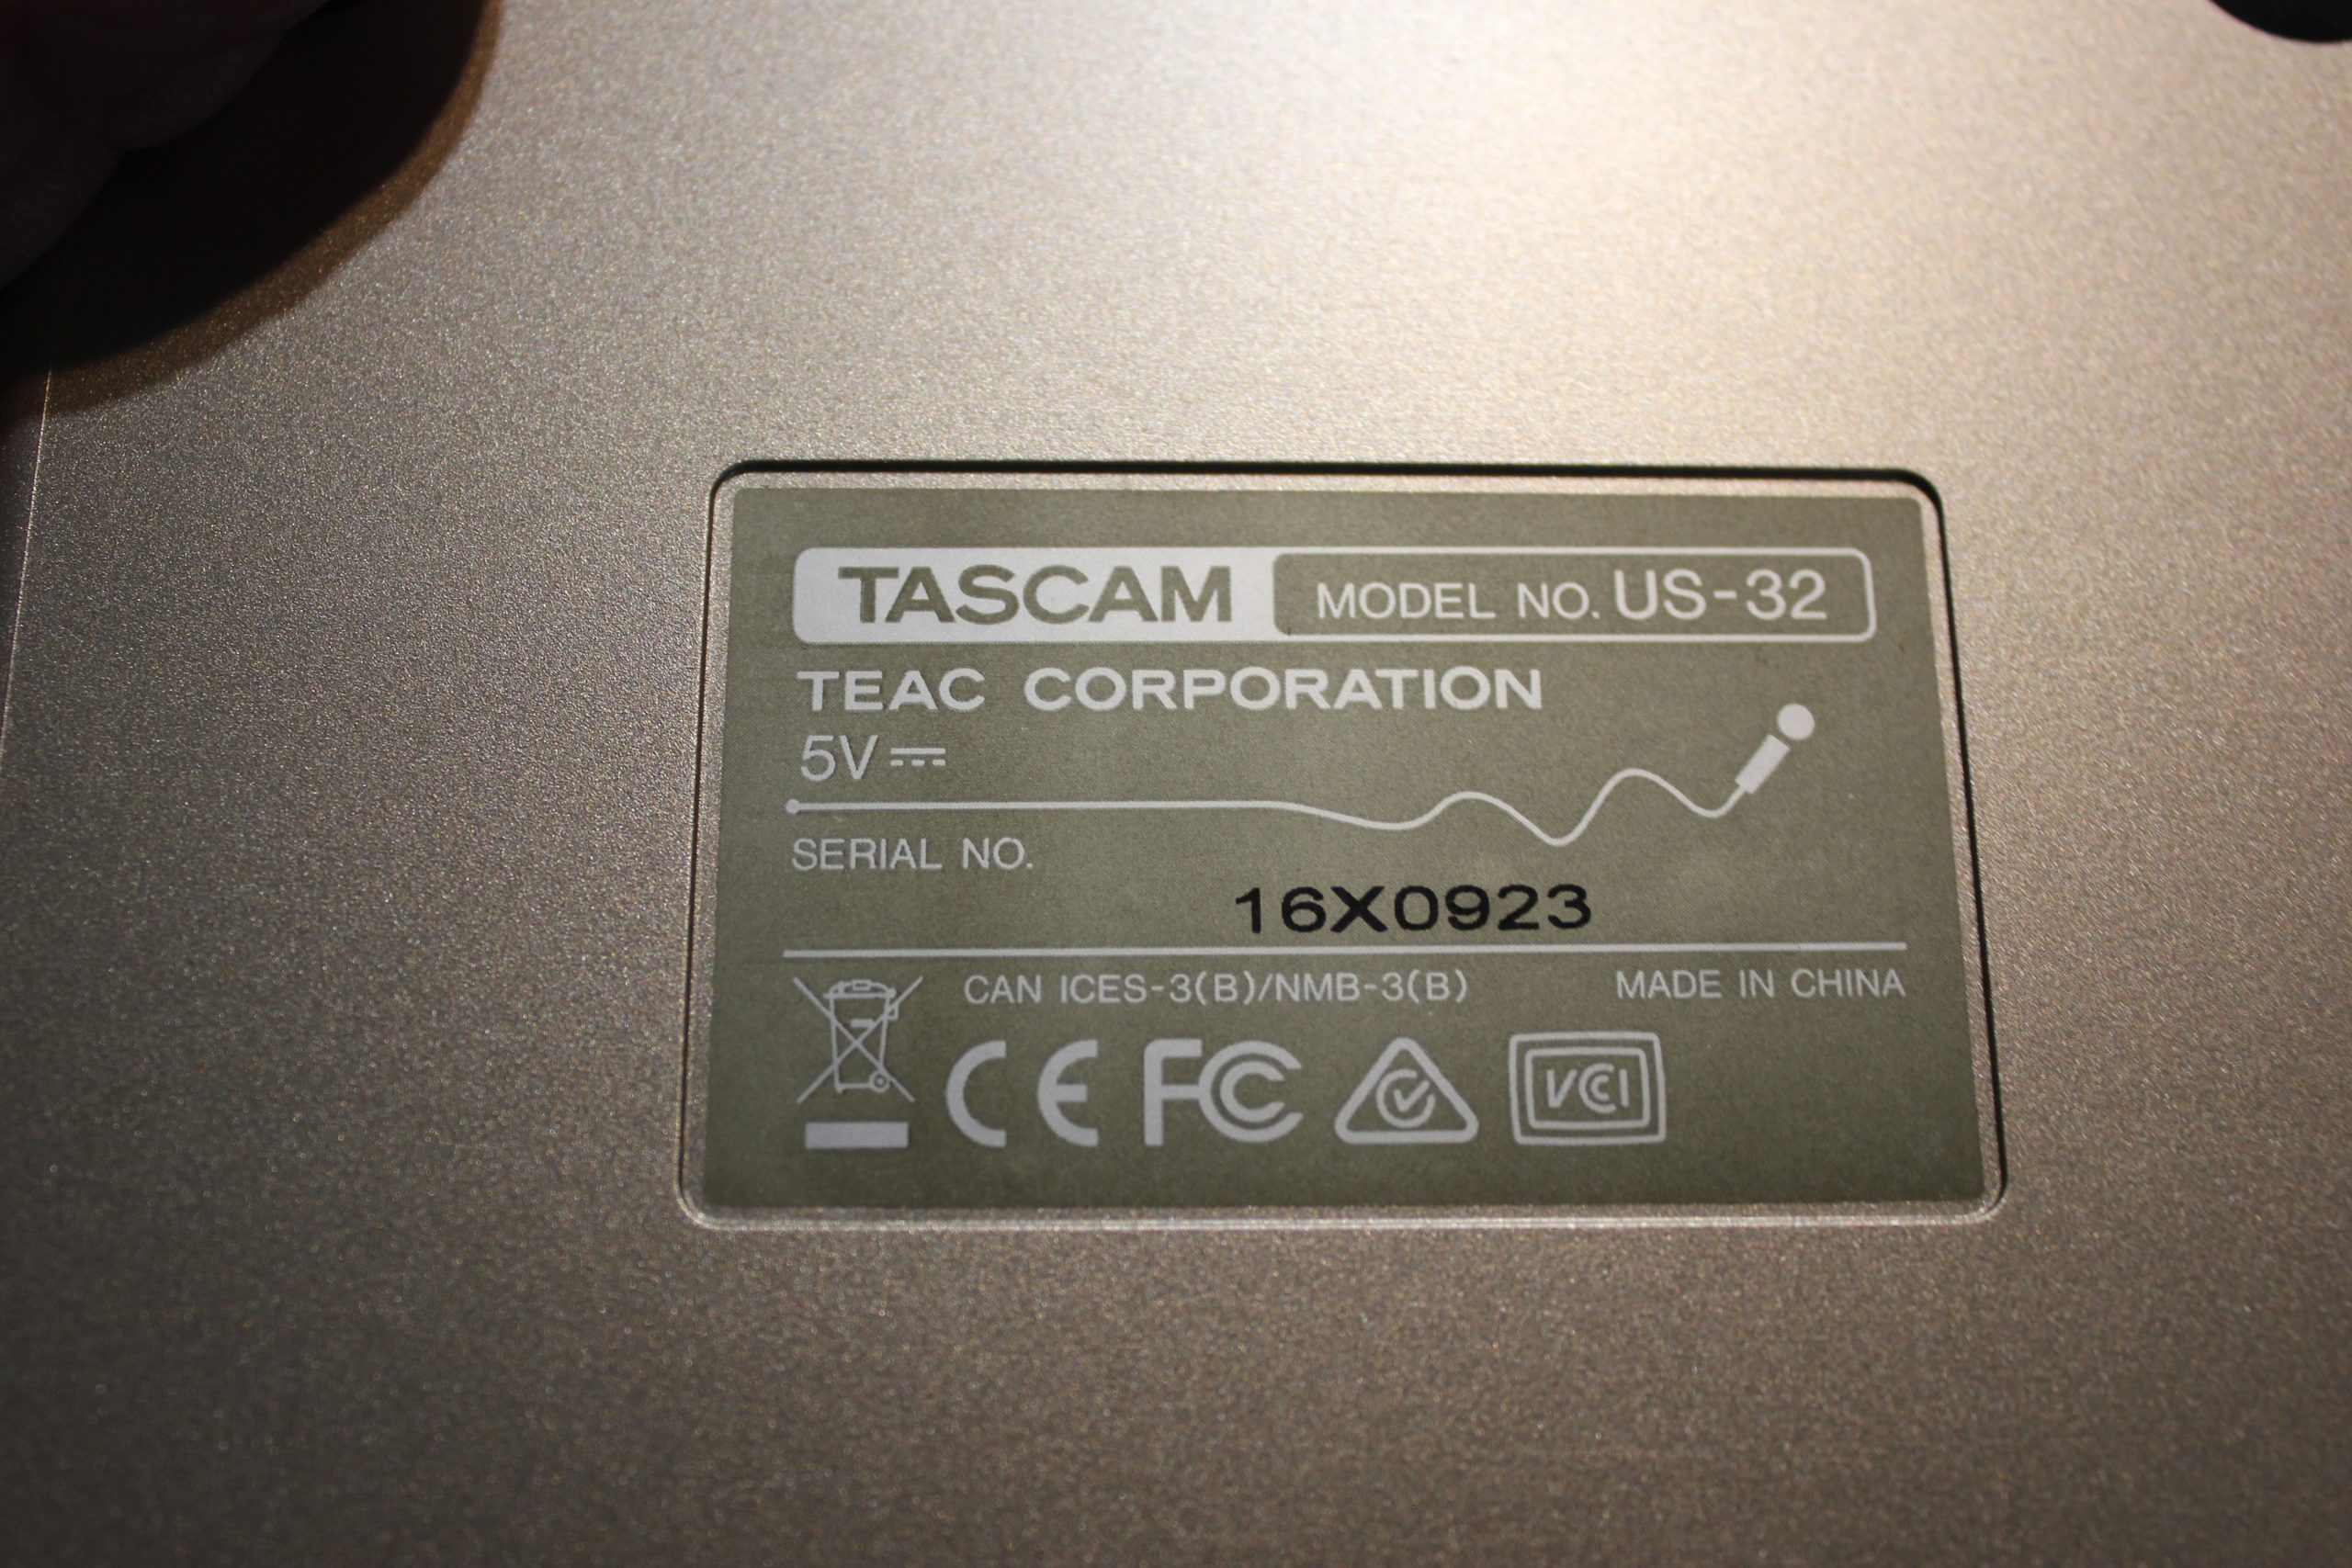 TASCAM MODEL NO. US-32
TEAC CORPORATION
5V
SERIAL NO.
16X0923
CAN ICES-3(B)/NMB-3(B) MADE IN CHINA
CE FC VCCI